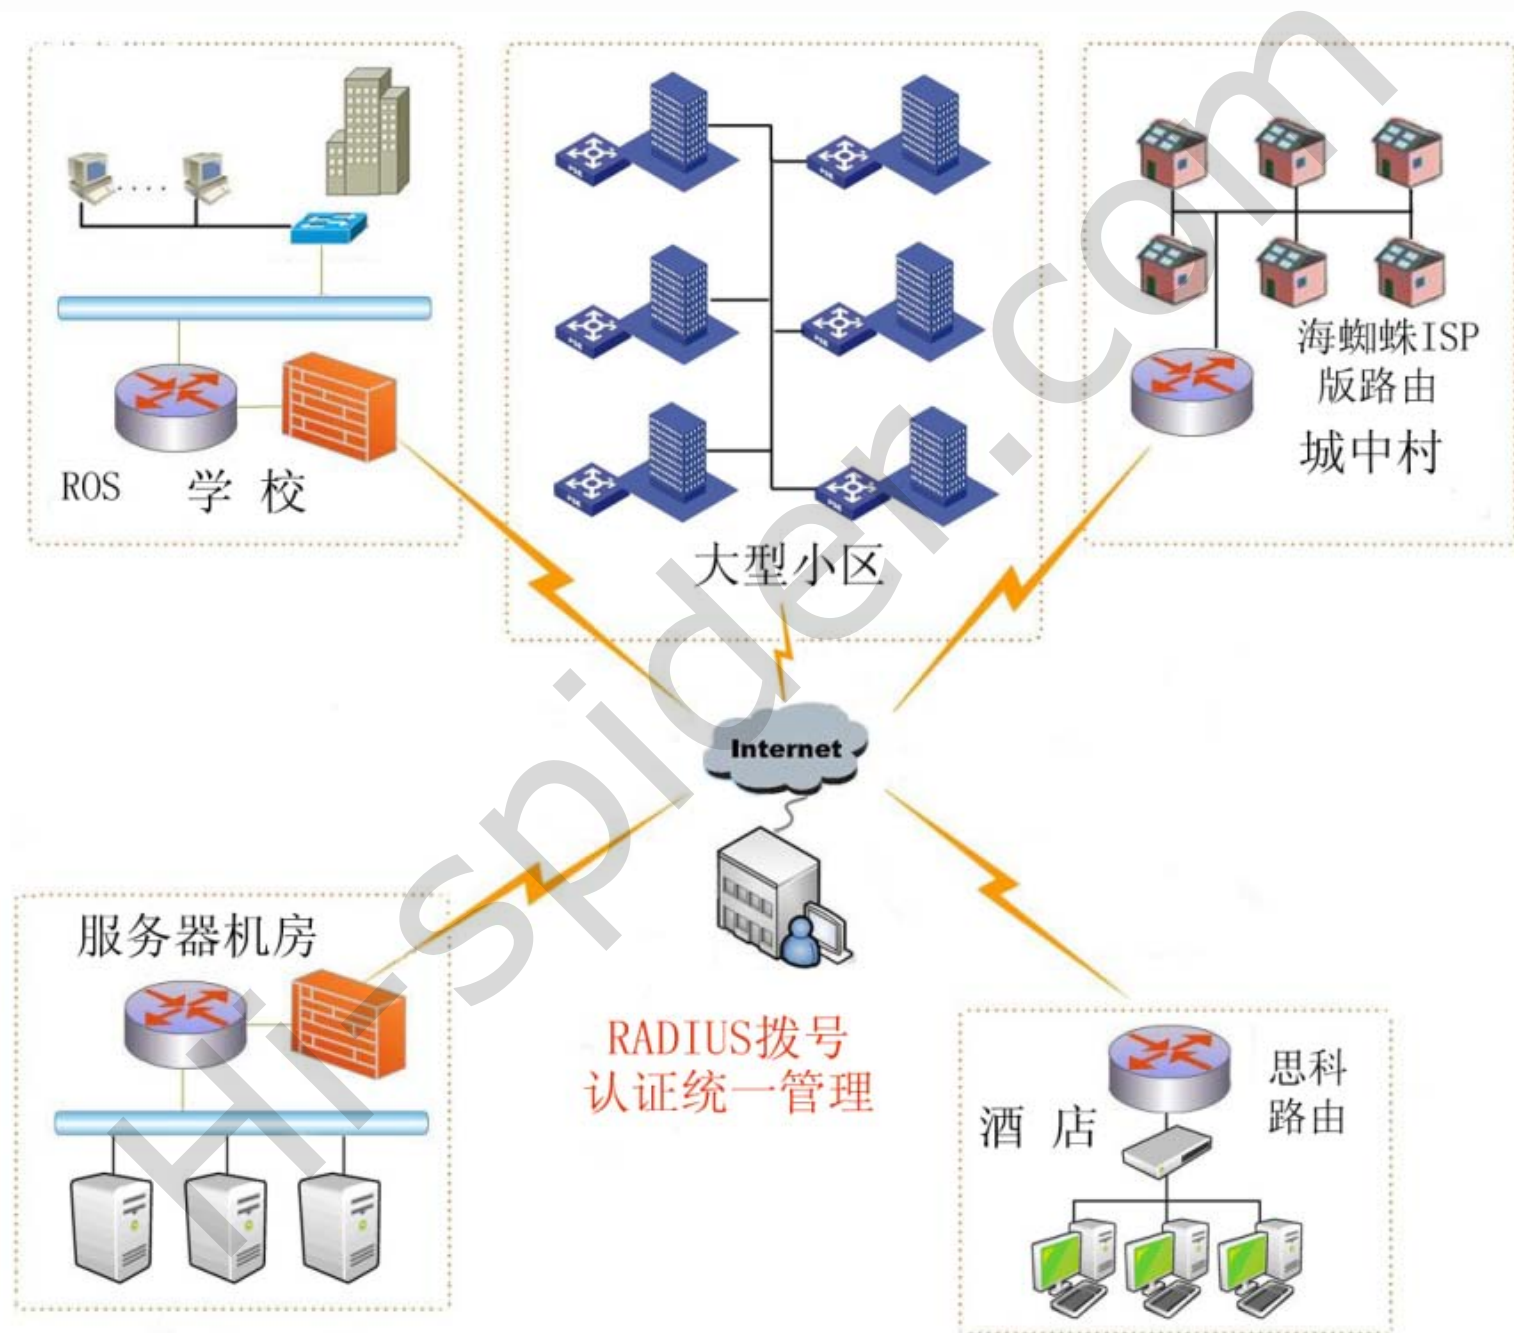 海蜘蛛ISP
版路由
城中村
ROS
学 校
大型小区
Internet
服务器机房
RADIUS拨号
认证统一管理
酒 店
思科
路由
Hi-spider.com